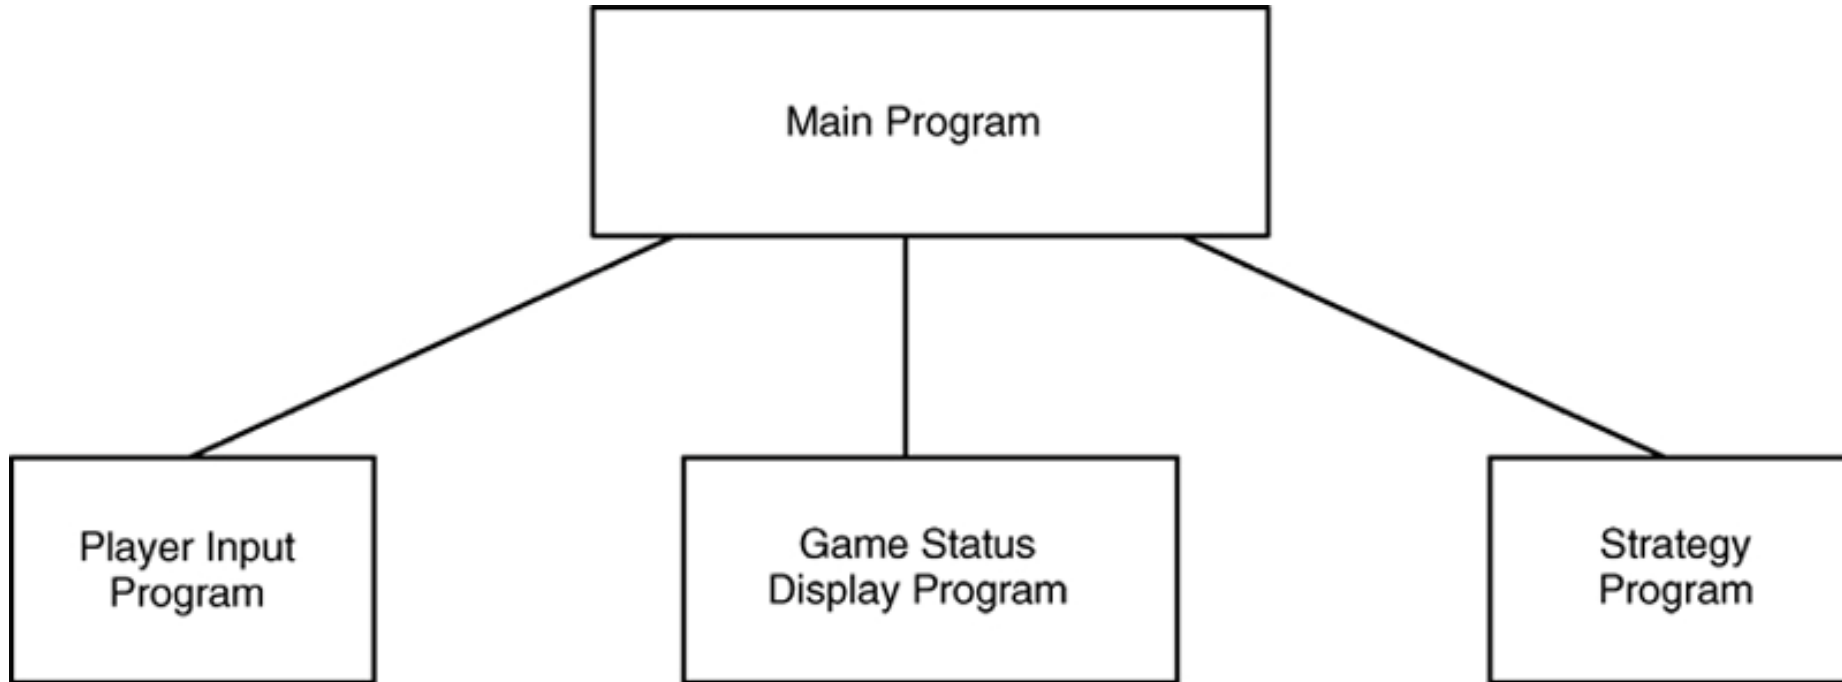 Main Program
Player Input
Program
Game Status
Display Program
Strategy
Program